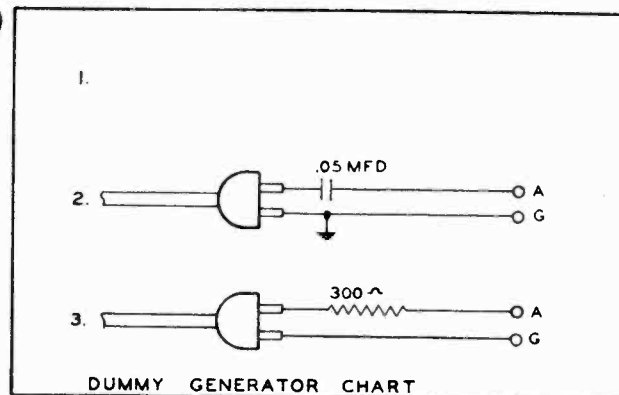 1.
.05 MFD
2.
A
G
300 ~
3.
A
G
DUMMY GENERATOR CHART